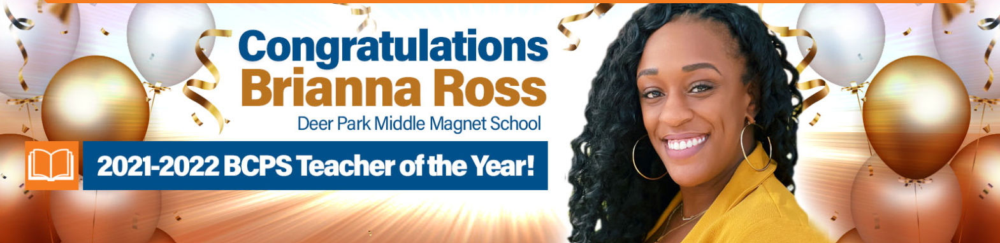 Congratulations
Brianna Ross
Deer Park Middle Magnet School
2021-2022 BCPS Teacher of the Year!